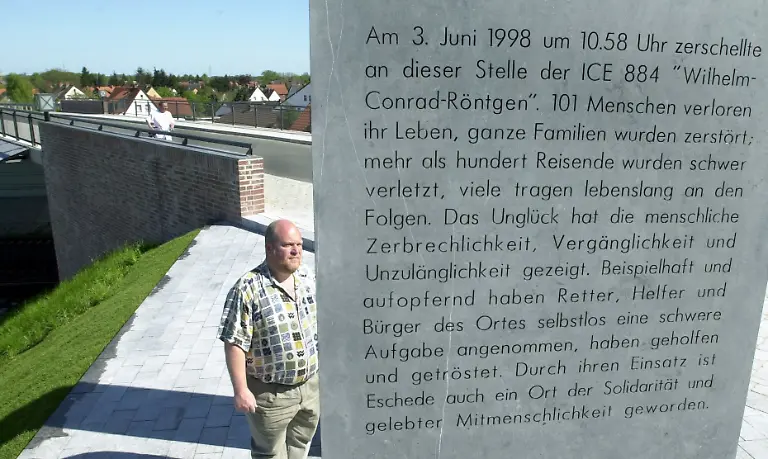 Am 3. Juni 1998 um 10.58 Uhr zerschellte
an dieser Stelle der ICE 884 "Wilhelm-
Conrad-Röntgen". 101 Menschen verloren
ihr Leben, ganze Familien wurden zerstört;
mehr als hundert Reisende wurden schwer
verletzt, viele tragen lebenslang an den
Folgen. Das Unglück hat die menschliche
Zerbrechlichkeit, Vergänglichkeit und
Unzulänglichkeit gezeigt. Beispielhaft und
aufopfernd haben Retter, Helfer und
Bürger des Ortes selbstlos eine schwere
Aufgabe angenommen, haben geholfen
und getröstet. Durch ihren Einsatz ist
Eschede auch ein Ort der Solidarität und
gelebter Mitmenschlichkeit geworden.